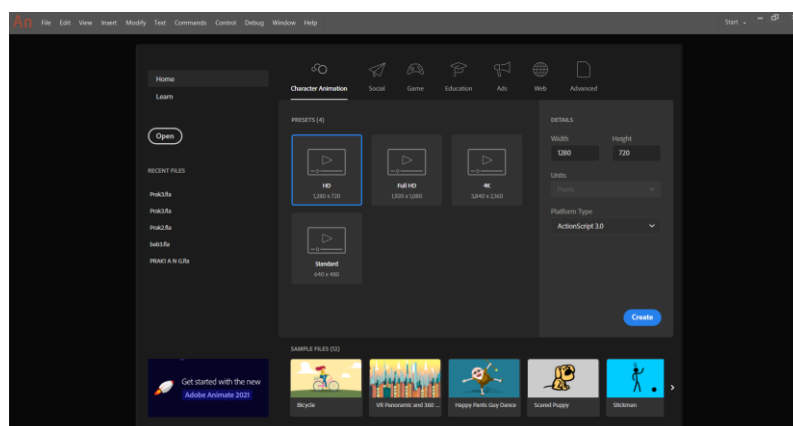 An File Edit View Insert Modify Text Commands Control Debug Window Help Start
Home
Learn
Open
RECENT FILES
Prak3.fla
Prak3.fla
Prak2.fla
PRAK1 A N G.fla
Get started with the new
Adobe Animate 2021
Character Animation Social Game Education Ads Web Advanced
PRESETS (4)
HD
1,280 x 720
Full HD
1,920 x 1,080
4K
3,840 x 2,160
Standard
640 x 480
DETAILS
Width Height
1280 720
Units
Pixels
Platform Type
ActionScript 3.0
Create
SAMPLE FILES (12)
Bicycle
VR Panoramic and 360 ...
Happy Pants Guy Dance
Scared Puppy
Stickman